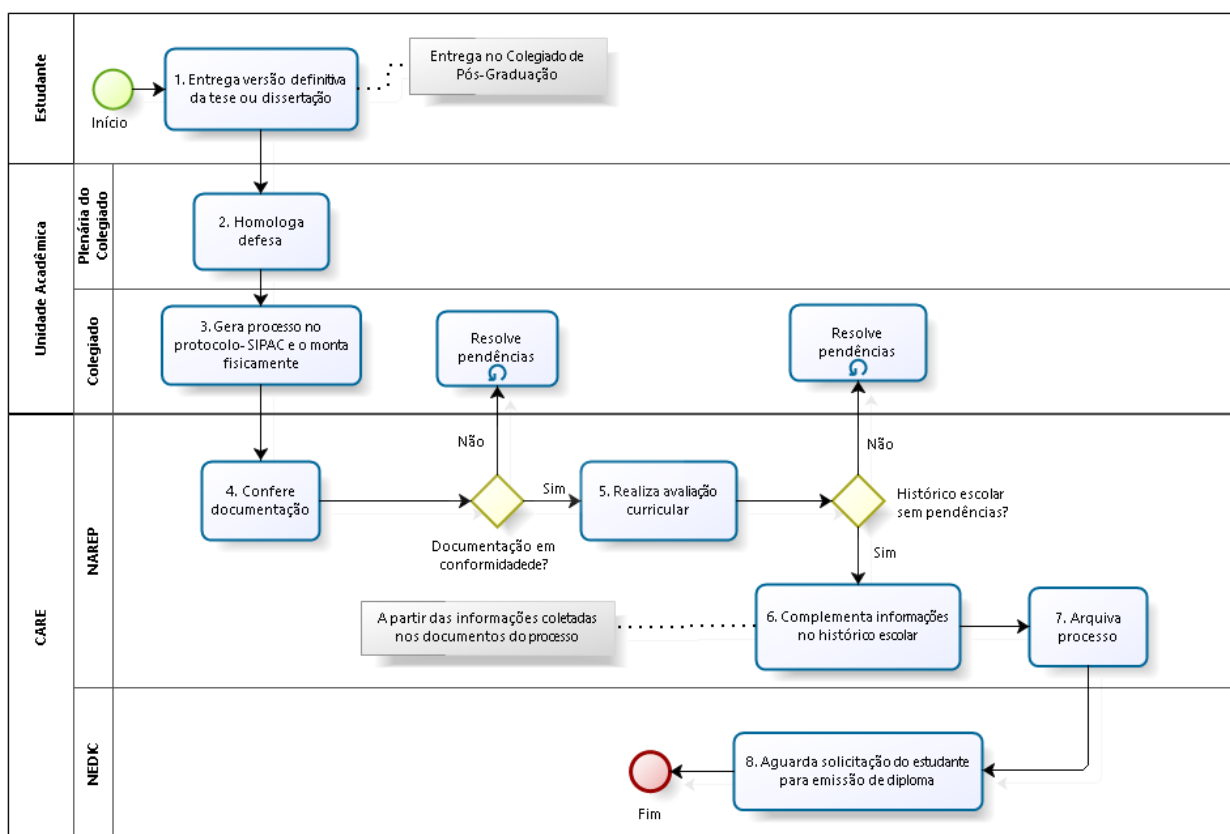 Estudante
Início
1. Entrega versão definitiva
da tese ou dissertação
Entrega no Colegiado de
Pós-Graduação
Unidade Acadêmica
Plenária do
Colegiado
2. Homologa
defesa
Colegiado
3. Gera processo no
protocolo- SIPAC e o monta
fisicamente
Resolve
pendências
Resolve
pendências
CARE
NAREP
4. Confere
documentação
Não
Sim
Documentação em
conformidadede?
5. Realiza avaliação
curricular
Não
Histórico escolar
sem pendências?
Sim
A partir das informações coletadas
nos documentos do processo
6. Complementa informações
no histórico escolar
7. Arquiva
processo
NEDIC
8. Aguarda solicitação do estudante
para emissão de diploma
Fim